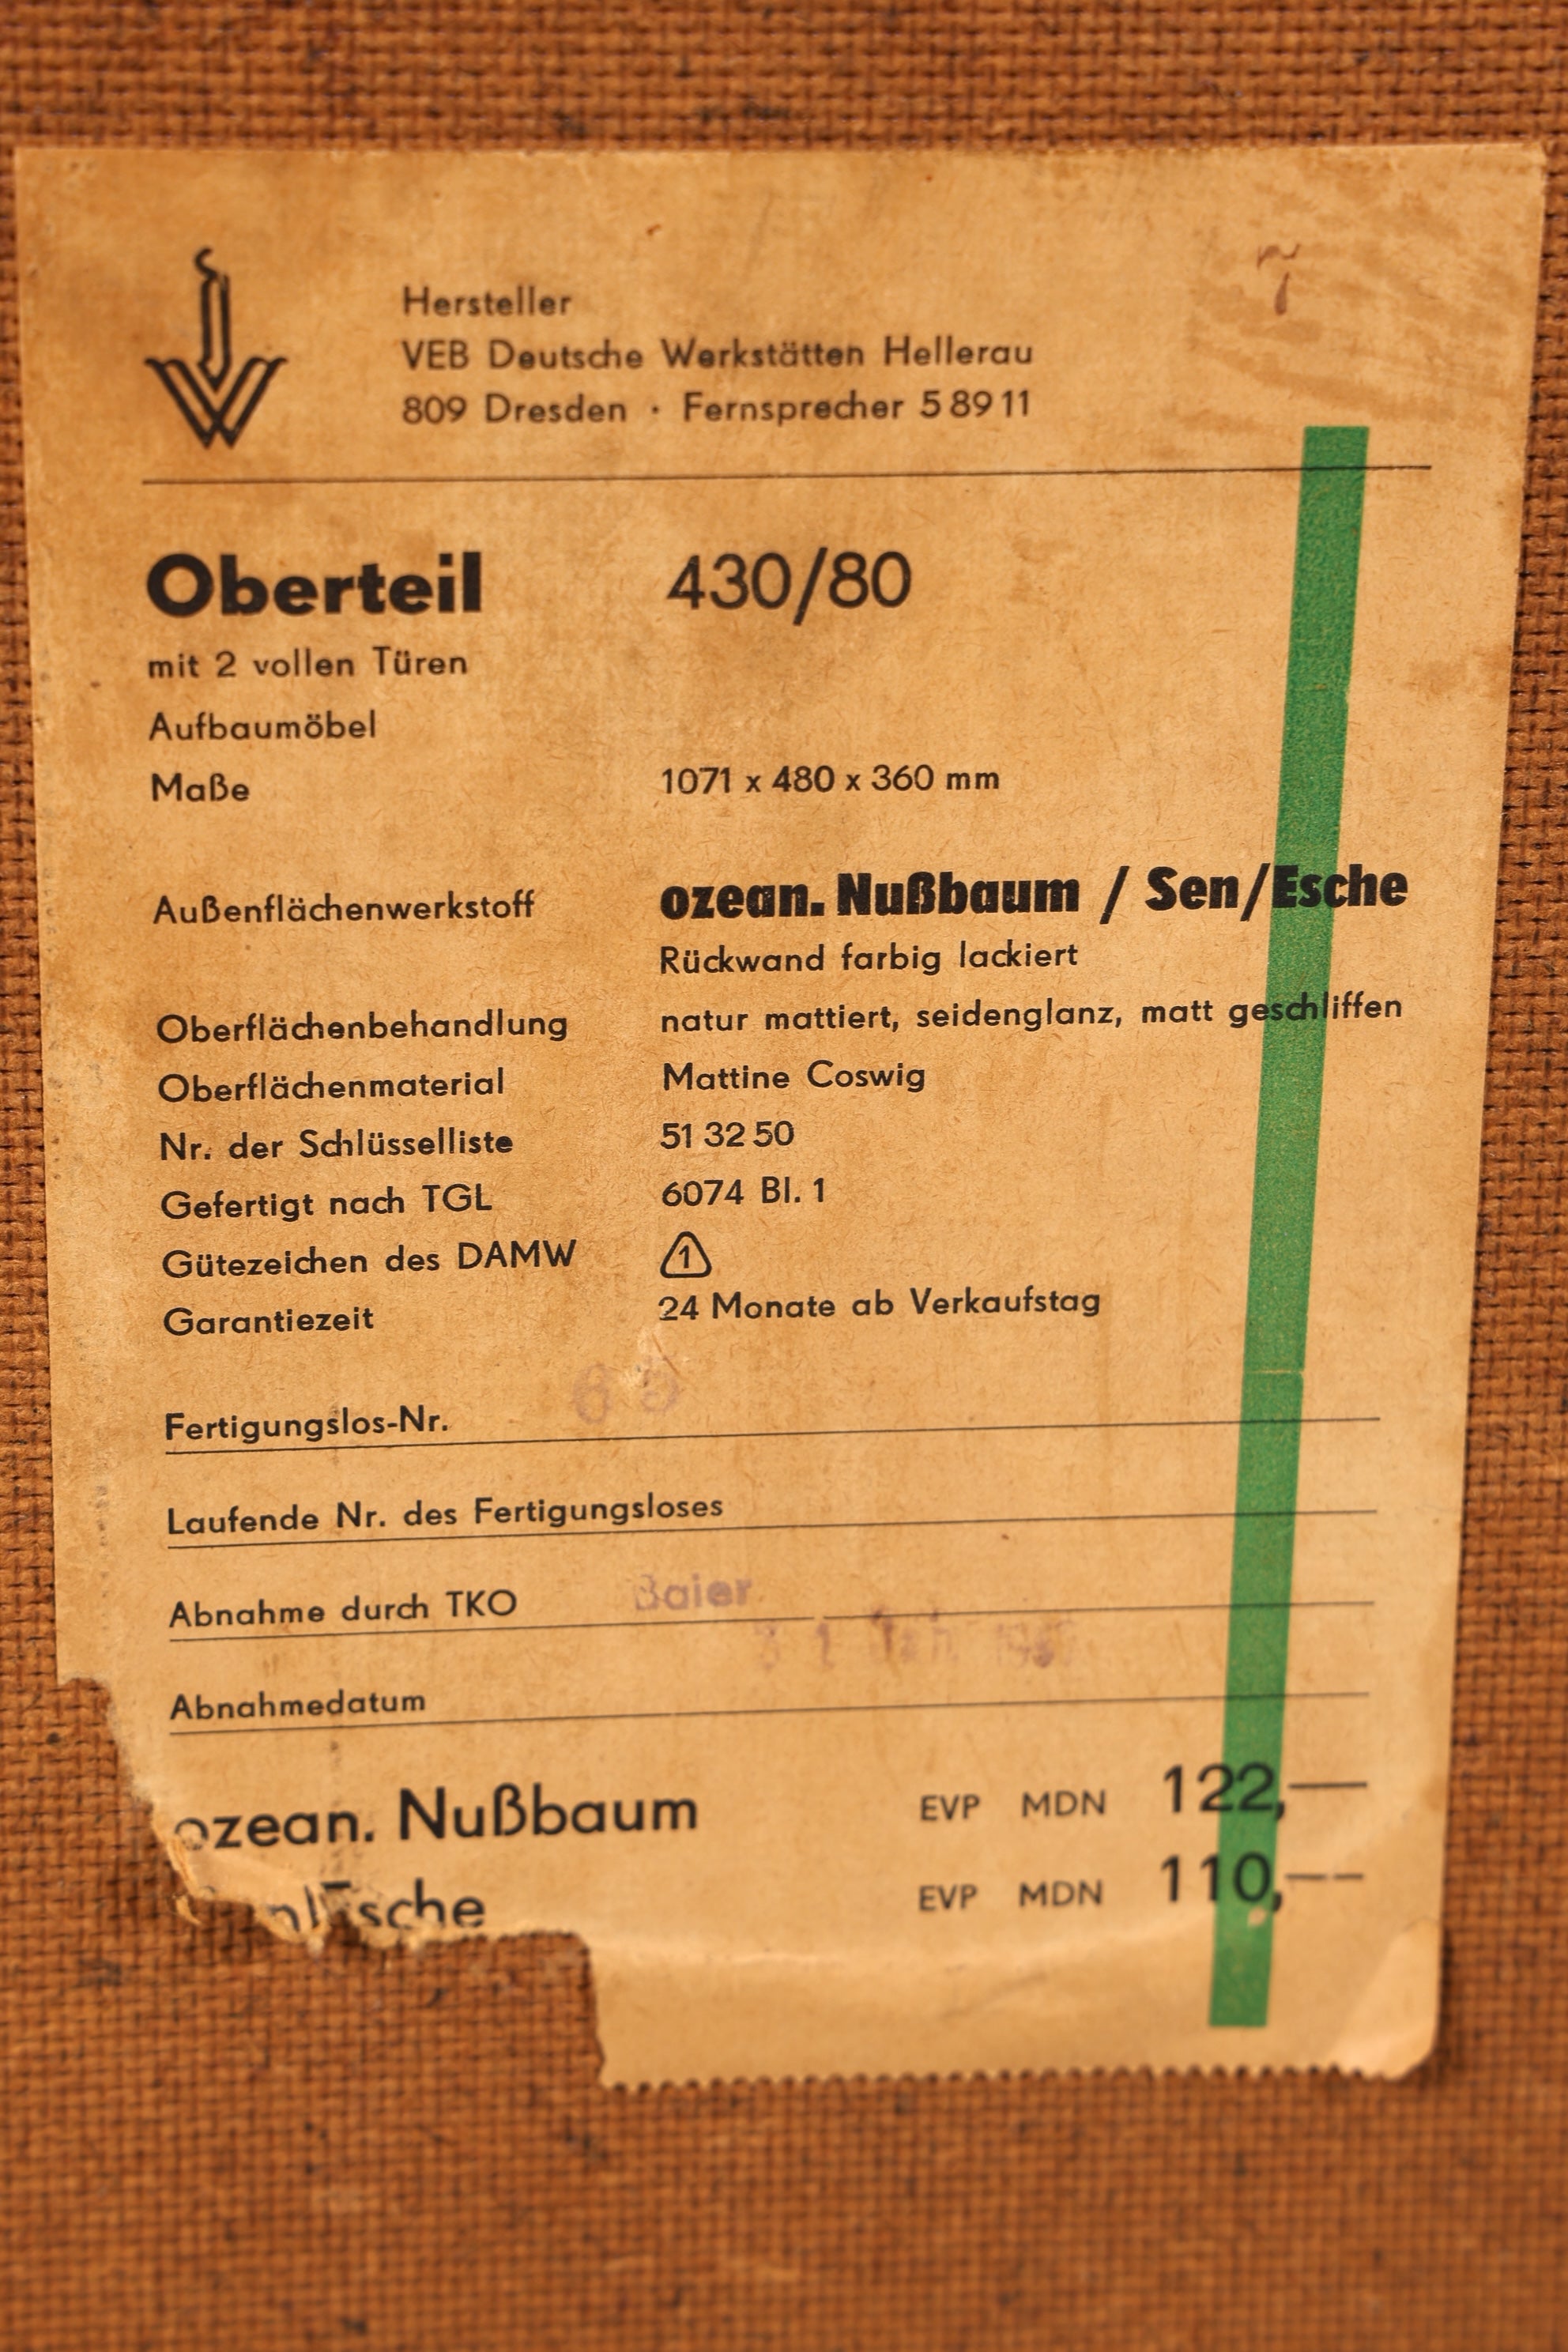 Hersteller
VEB Deutsche Werkstätten Hellerau
809 Dresden · Fernsprecher 5 89 11
Oberteil 430/80
mit 2 vollen Türen
Aufbaumöbel
Maße 1071 x 480 x 360 mm
Außenflächenwerkstoff ozean. Nußbaum / Sen/Esche
Rückwand farbig lackiert
Oberflächenbehandlung natur mattiert, seidenglanz, matt geschliffen
Oberflächenmaterial Mattine Coswig
Nr. der Schlüsselliste 51 32 50
Gefertigt nach TGL 6074 Bl. 1
Gütezeichen des DAMW 1
Garantiezeit 24 Monate ab Verkaufstag
Fertigungslos-Nr.
Laufende Nr. des Fertigungsloses
Abnahme durch TKO Baier
Abnahmedatum
ozean. Nußbaum EVP MDN 122,—
EVP MDN 110,—